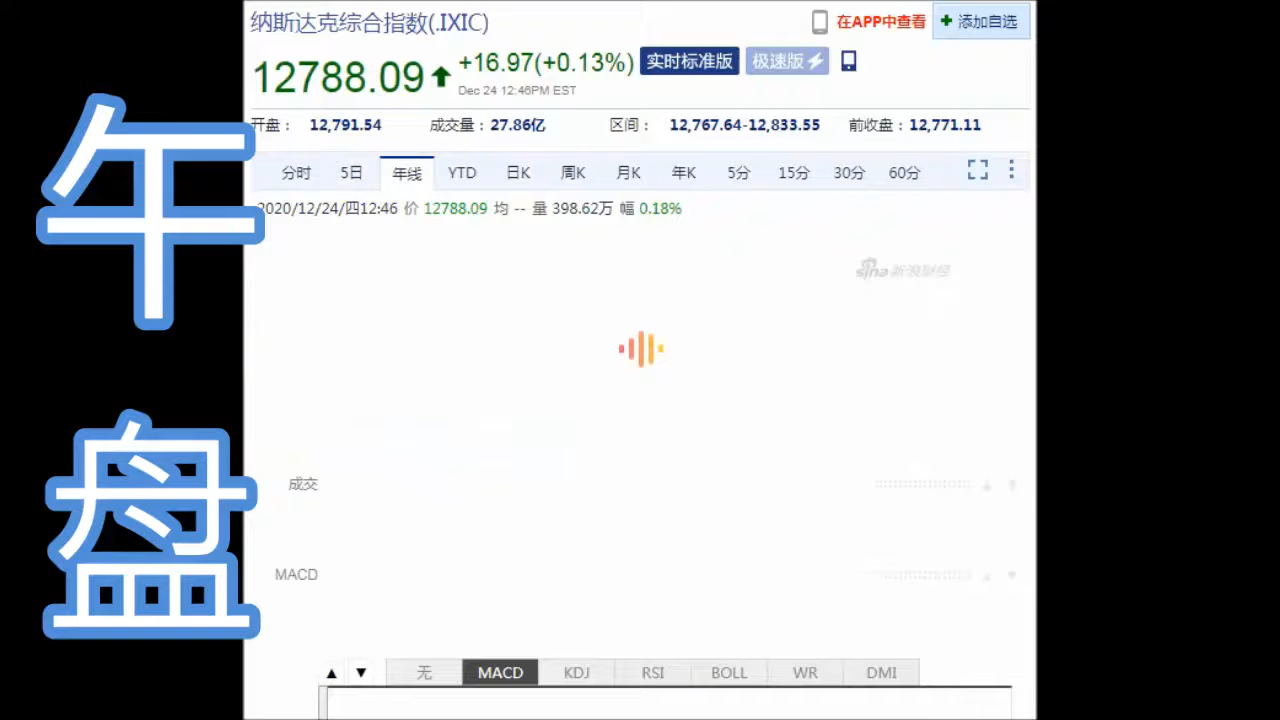 纳斯达克综合指数(.IXIC)
在APP中查看
添加自选
12788.09
+16.97(+0.13%)
实时标准版
极速版
Dec 24 12:46PM EST
开盘： 12,791.54 成交量：27.86亿 区间： 12,767.64-12,833.55 前收盘：12,771.11
分时 5日 年线 YTD 日K 周K 月K 年K 5分 15分 30分 60分
2020/12/24/四12:46 价 12788.09 均 -- 量 398.62万 幅 0.18%
sina 新浪财经
成交
MACD
无 MACD KDJ RSI BOLL WR DMI
午
盘